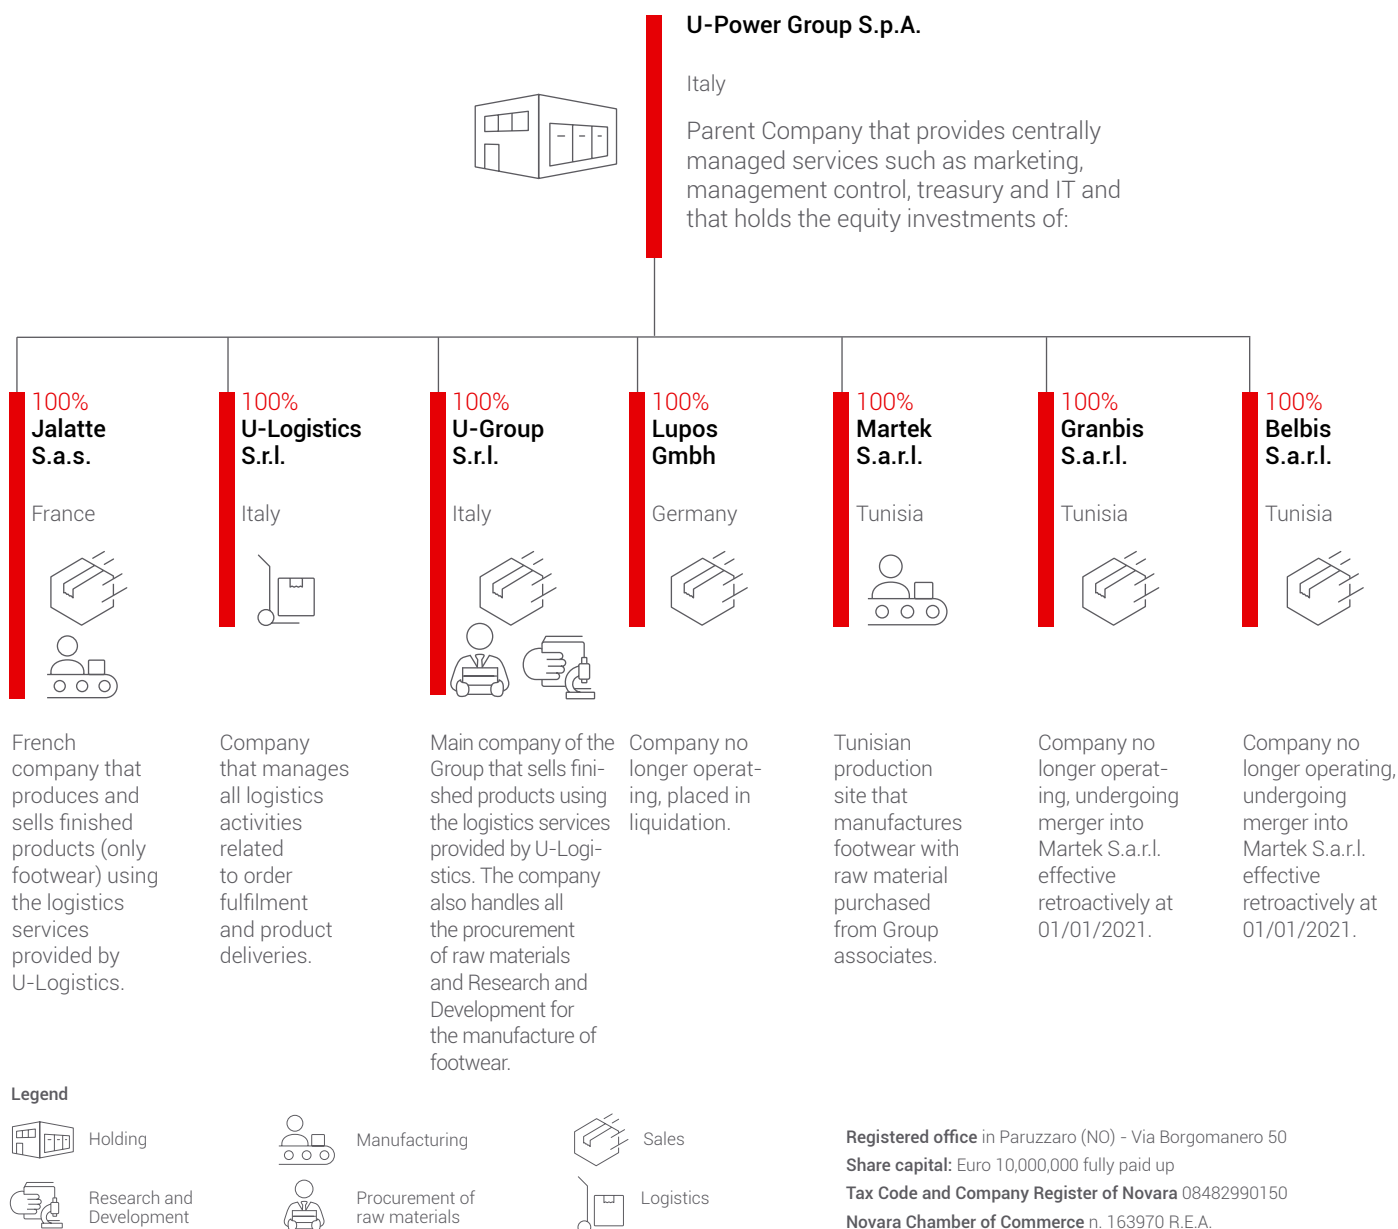 U-Power Group S.p.A.
Italy
Parent Company that provides centrally
managed services such as marketing,
management control, treasury and IT and
that holds the equity investments of:
100%
Jalatte
S.a.s.
France
French
company that
produces and
sells finished
products (only
footwear) using
the logistics
services
provided by
U-Logistics.
100%
U-Logistics
S.r.l.
Italy
Company
that manages
all logistics
activities
related
to order
fulfilment
and product
deliveries.
100%
U-Group
S.r.l.
Italy
Main company of the
Group that sells fini-
shed products using
the logistics services
provided by U-Logi-
stics. The company
also handles all
the procurement
of raw materials
and Research and
Development for
the manufacture of
footwear.
100%
Lupos
Gmbh
Germany
Company no
longer operat-
ing, placed in
liquidation.
100%
Martek
S.a.r.l.
Tunisia
Tunisian
production
site that
manufactures
footwear with
raw material
purchased
from Group
associates.
100%
Granbis
S.a.r.l.
Tunisia
Company no
longer operat-
ing, undergoing
merger into
Martek S.a.r.l.
effective
retroactively at
01/01/2021.
100%
Belbis
S.a.r.l.
Tunisia
Company no
longer operating,
undergoing
merger into
Martek S.a.r.l.
effective
retroactively at
01/01/2021.
Legend
Holding
Manufacturing
Sales
Research and
Development
Procurement of
raw materials
Logistics
Registered office in Paruzzaro (NO) - Via Borgomanero 50
Share capital: Euro 10,000,000 fully paid up
Tax Code and Company Register of Novara 08482990150
Novara Chamber of Commerce n. 163970 R.E.A.